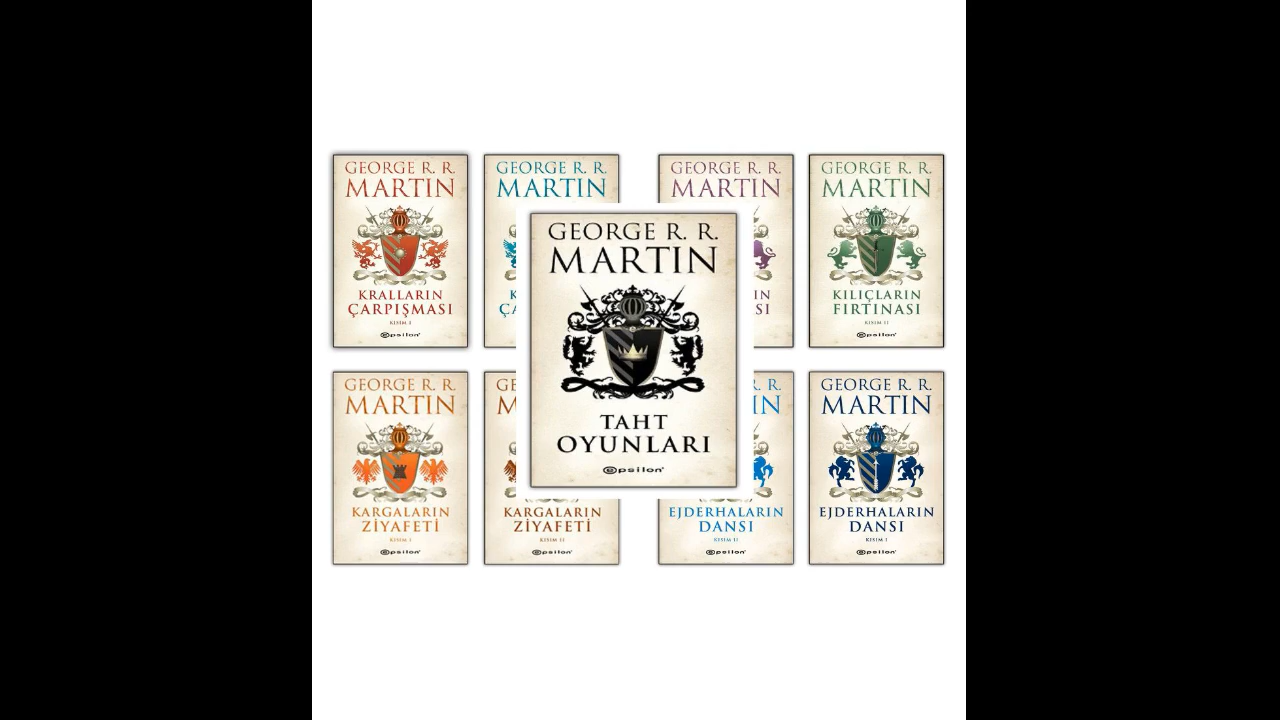 GEORGE R. R.
MARTIN
KRALLARIN
ÇARPIŞMASI
KISIM I
epsilon
GEORGE R. R.
MARTIN
GEORGE R. R.
MARTIN
GEORGE R. R.
MARTIN
KILIÇLARIN
FIRTINASI
KISIM II
epsilon
GEORGE R. R.
MARTIN
TAHT
OYUNLARI
epsilon
GEORGE R. R.
MARTIN
KARGALARIN
ZİYAFETİ
KISIM I
epsilon
KARGALARIN
ZİYAFETİ
KISIM II
epsilon
EJDERHALARIN
DANSI
KISIM II
epsilon
GEORGE R. R.
MARTIN
EJDERHALARIN
DANSI
KISIM I
epsilon